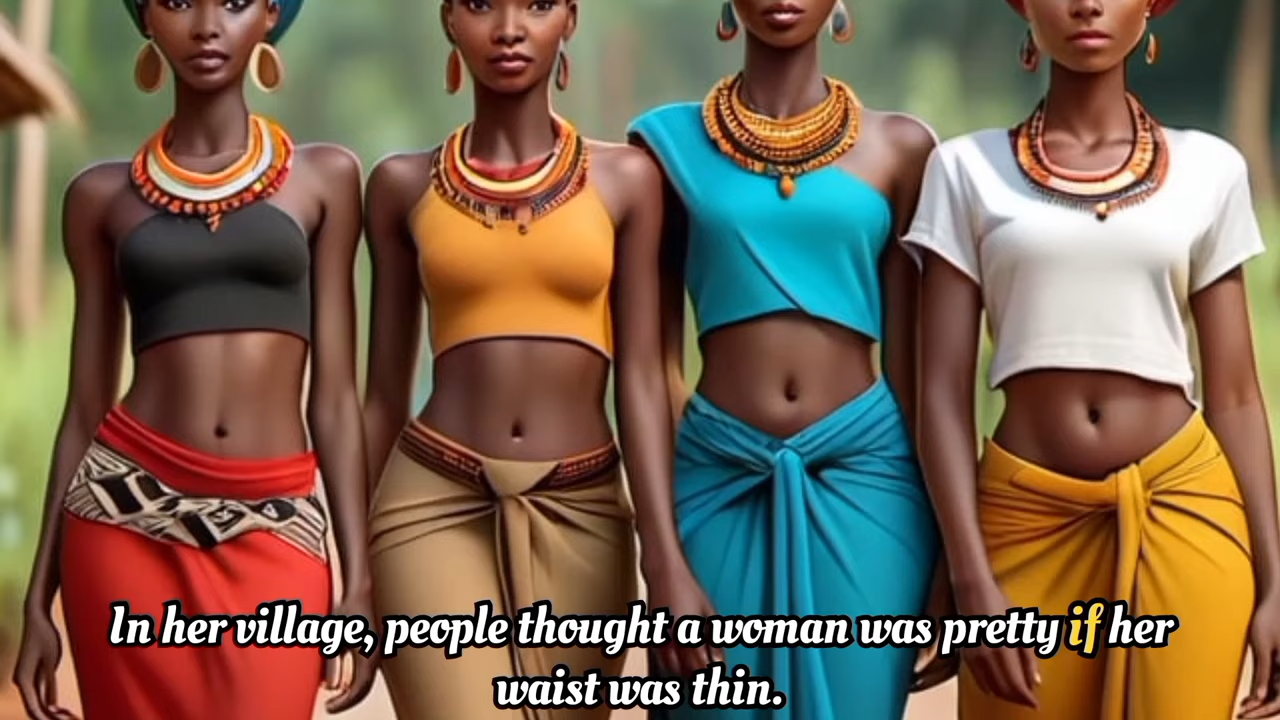 In her village, people thought a woman was pretty if her
waist was thin.